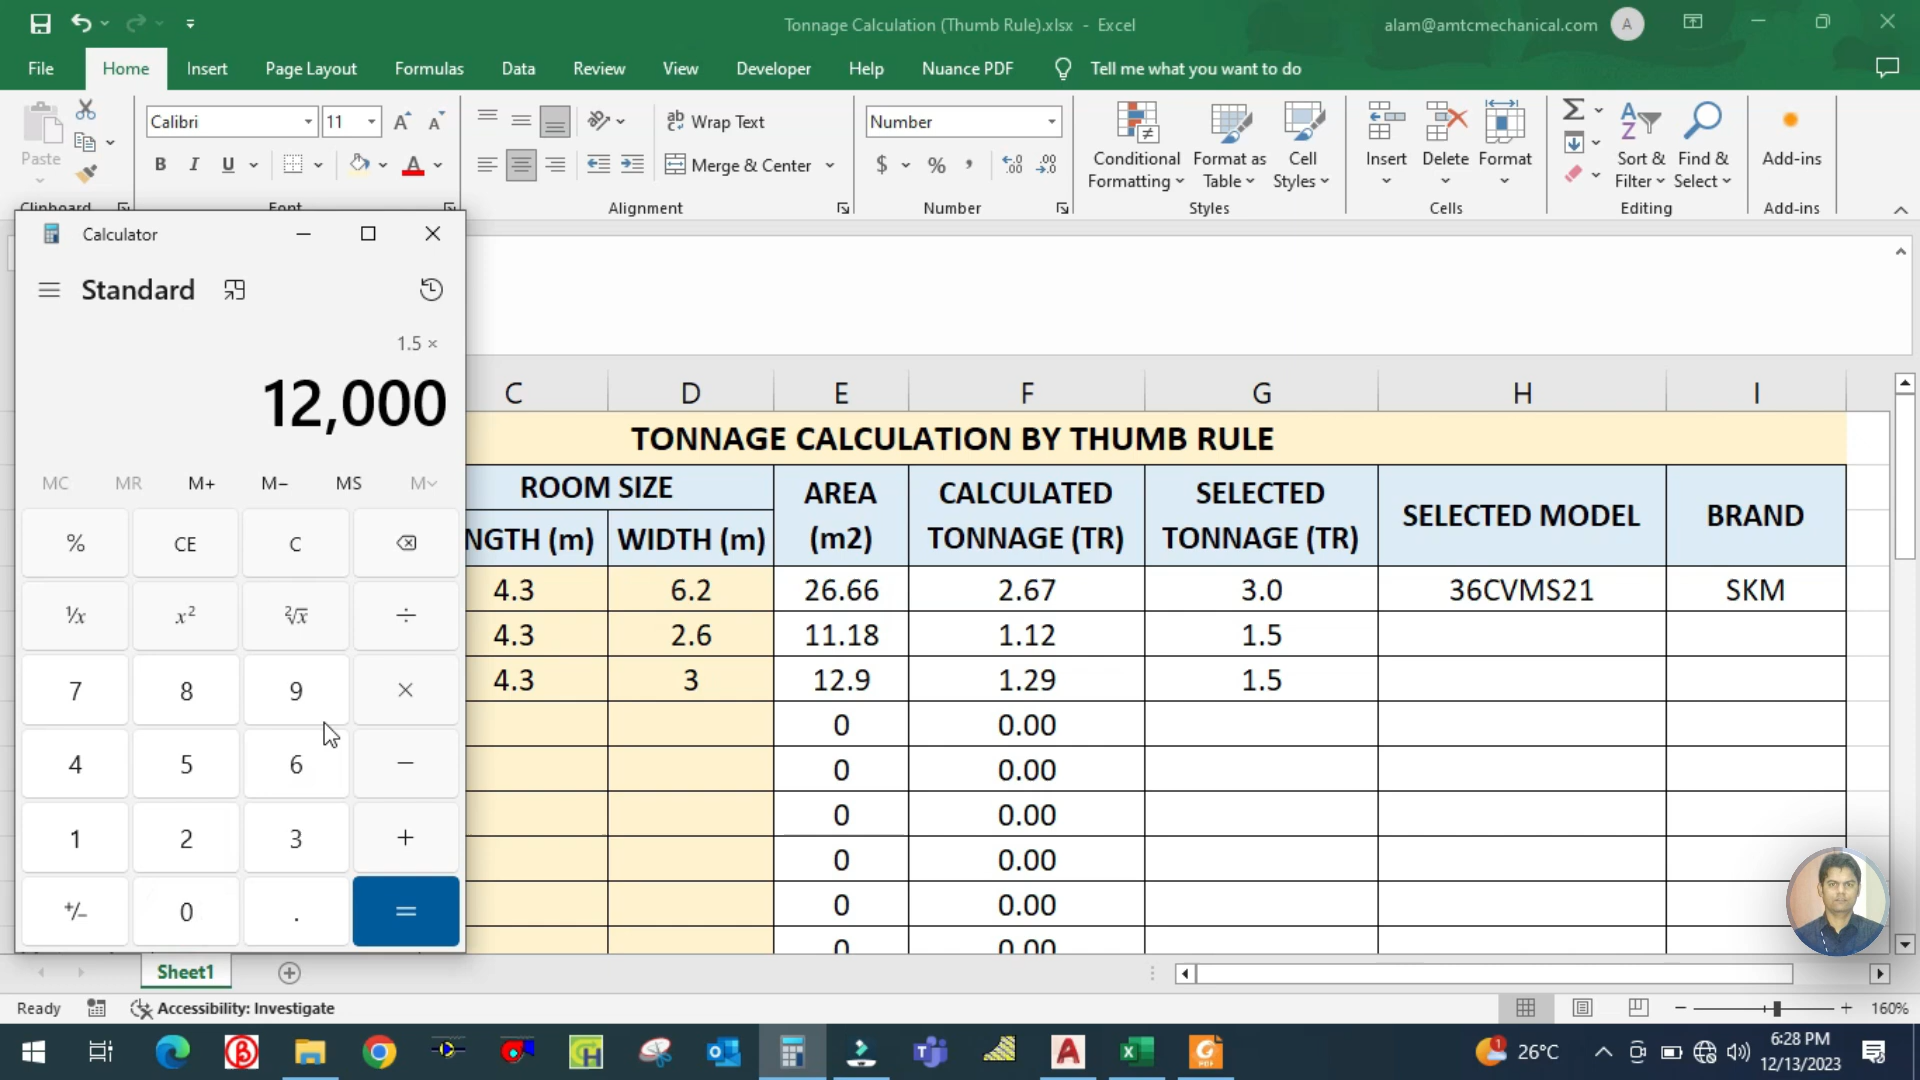 Tonnage Calculation (Thumb Rule).xlsx - Excel
alam@amtcmechanical.com
A
File Home Insert Page Layout Formulas Data Review View Developer Help Nuance PDF Tell me what you want to do
Paste
Clipboard
Calibri 11
B I U
A
Font
Wrap Text
Merge & Center
Alignment
Number
$ % ,
Number
Conditional Formatting
Format as Table
Cell Styles
Styles
Insert Delete Format
Cells
Sort & Filter
Find & Select
Editing
Add-ins
Add-ins
Calculator
Standard
1.5 ×
12,000
MC MR M+ M− MS M
% CE C
1/x x² ²√x ÷
7 8 9 ×
4 5 6 −
1 2 3 +
+/− 0 . =
C D E F G H I
TONNAGE CALCULATION BY THUMB RULE
ROOM SIZE
NGTH (m) WIDTH (m)
AREA (m2)
CALCULATED TONNAGE (TR)
SELECTED TONNAGE (TR)
SELECTED MODEL
BRAND
4.3 6.2 26.66 2.67 3.0 36CVMS21 SKM
4.3 2.6 11.18 1.12 1.5
4.3 3 12.9 1.29 1.5
0 0.00
0 0.00
0 0.00
0 0.00
0 0.00
0 0.00
Sheet1
Ready Accessibility: Investigate
160%
26°C
6:28 PM
12/13/2023